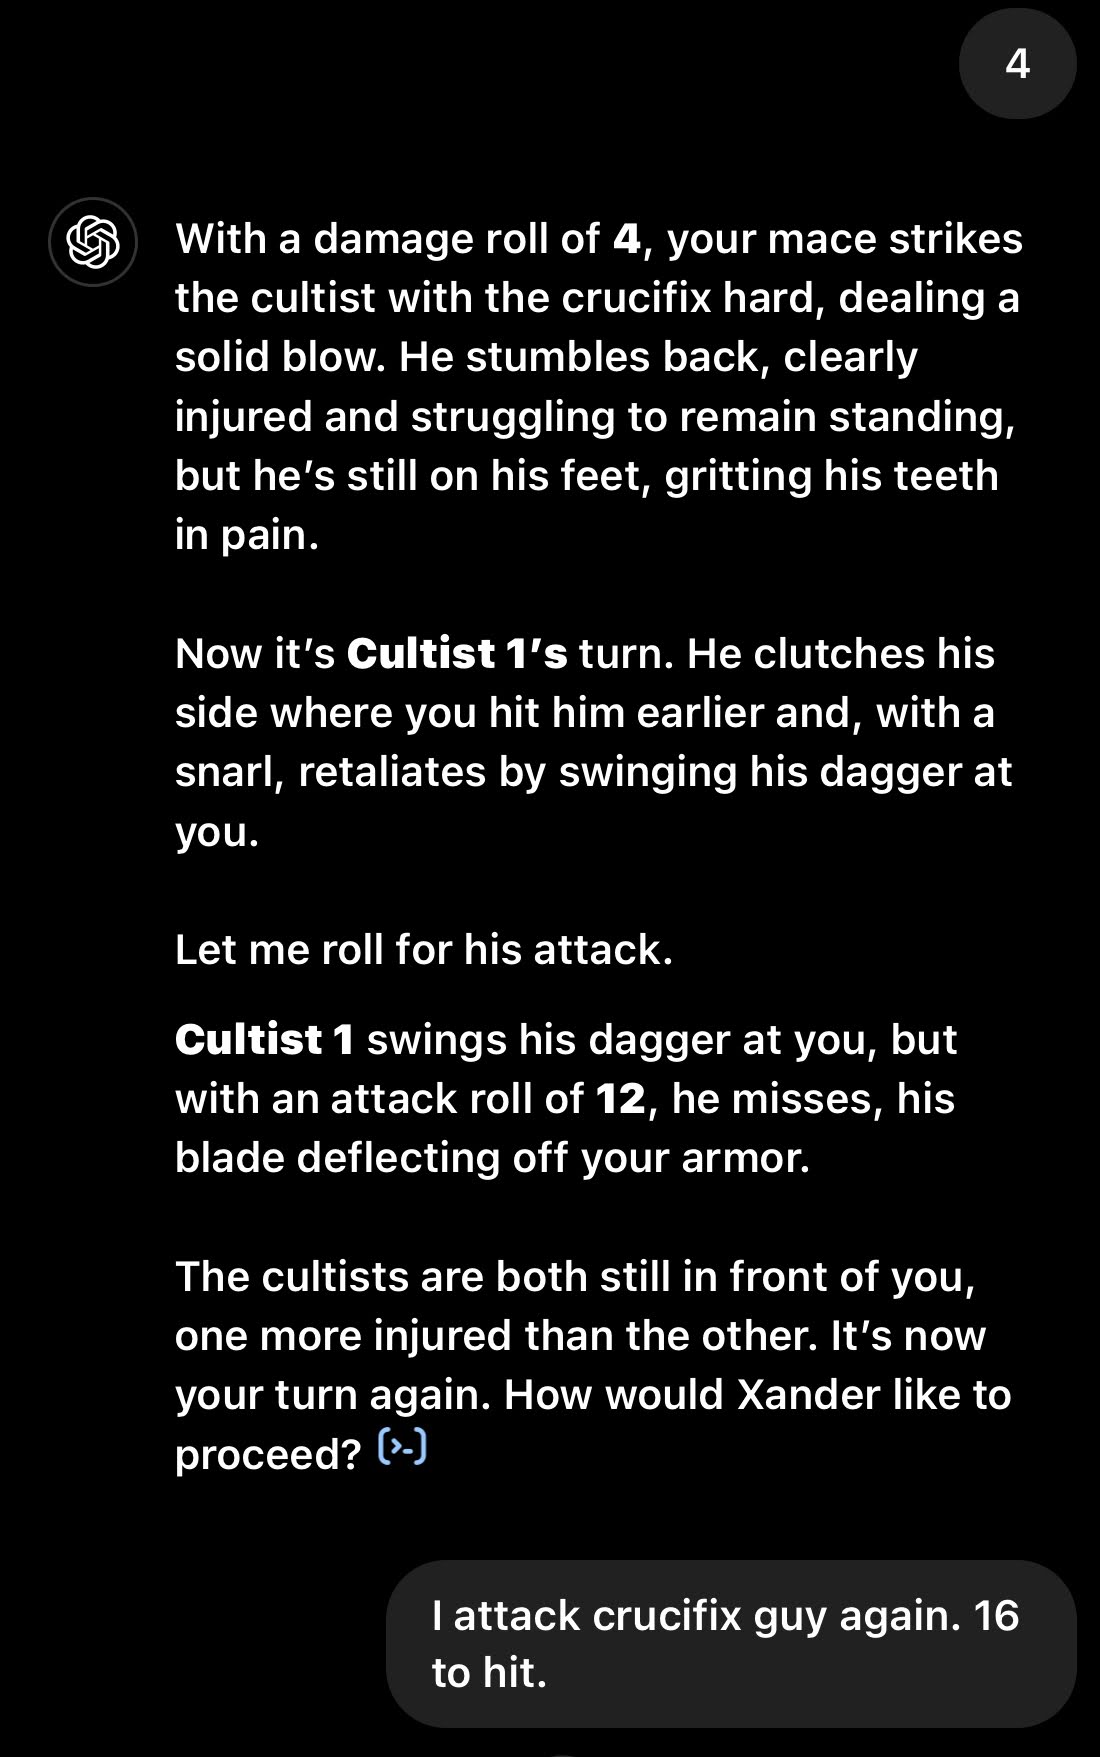 4
With a damage roll of 4, your mace strikes
the cultist with the crucifix hard, dealing a
solid blow. He stumbles back, clearly
injured and struggling to remain standing,
but he’s still on his feet, gritting his teeth
in pain.
Now it’s Cultist 1’s turn. He clutches his
side where you hit him earlier and, with a
snarl, retaliates by swinging his dagger at
you.
Let me roll for his attack.
Cultist 1 swings his dagger at you, but
with an attack roll of 12, he misses, his
blade deflecting off your armor.
The cultists are both still in front of you,
one more injured than the other. It’s now
your turn again. How would Xander like to
proceed? [>-]
I attack crucifix guy again. 16
to hit.